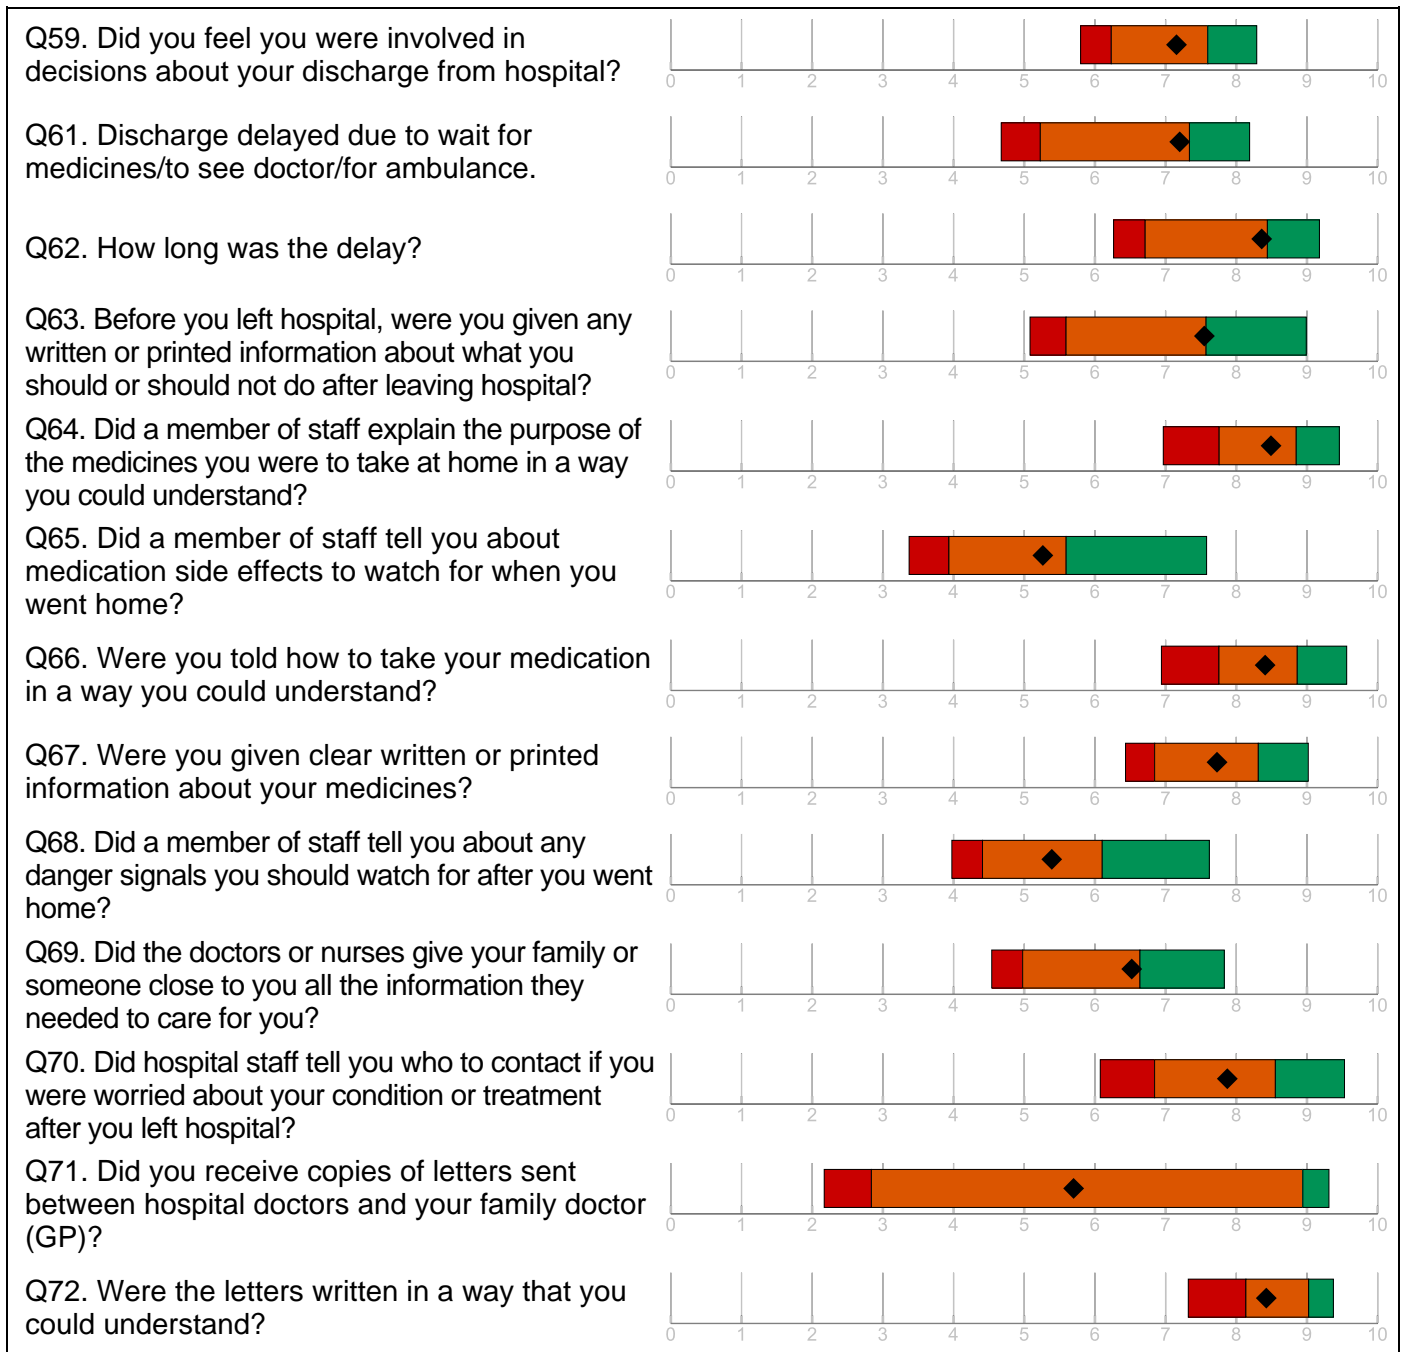 Q59. Did you feel you were involved in
decisions about your discharge from hospital?
0 1 2 3 4 5 6 7 8 9 10
Q61. Discharge delayed due to wait for
medicines/to see doctor/for ambulance.
0 1 2 3 4 5 6 7 8 9 10
Q62. How long was the delay?
0 1 2 3 4 5 6 7 8 9 10
Q63. Before you left hospital, were you given any
written or printed information about what you
should or should not do after leaving hospital?
0 1 2 3 4 5 6 7 8 9 10
Q64. Did a member of staff explain the purpose of
the medicines you were to take at home in a way
you could understand?
0 1 2 3 4 5 6 7 8 9 10
Q65. Did a member of staff tell you about
medication side effects to watch for when you
went home?
0 1 2 3 4 5 6 7 8 9 10
Q66. Were you told how to take your medication
in a way you could understand?
0 1 2 3 4 5 6 7 8 9 10
Q67. Were you given clear written or printed
information about your medicines?
0 1 2 3 4 5 6 7 8 9 10
Q68. Did a member of staff tell you about any
danger signals you should watch for after you went
home?
0 1 2 3 4 5 6 7 8 9 10
Q69. Did the doctors or nurses give your family or
someone close to you all the information they
needed to care for you?
0 1 2 3 4 5 6 7 8 9 10
Q70. Did hospital staff tell you who to contact if you
were worried about your condition or treatment
after you left hospital?
0 1 2 3 4 5 6 7 8 9 10
Q71. Did you receive copies of letters sent
between hospital doctors and your family doctor
(GP)?
0 1 2 3 4 5 6 7 8 9 10
Q72. Were the letters written in a way that you
could understand?
0 1 2 3 4 5 6 7 8 9 10